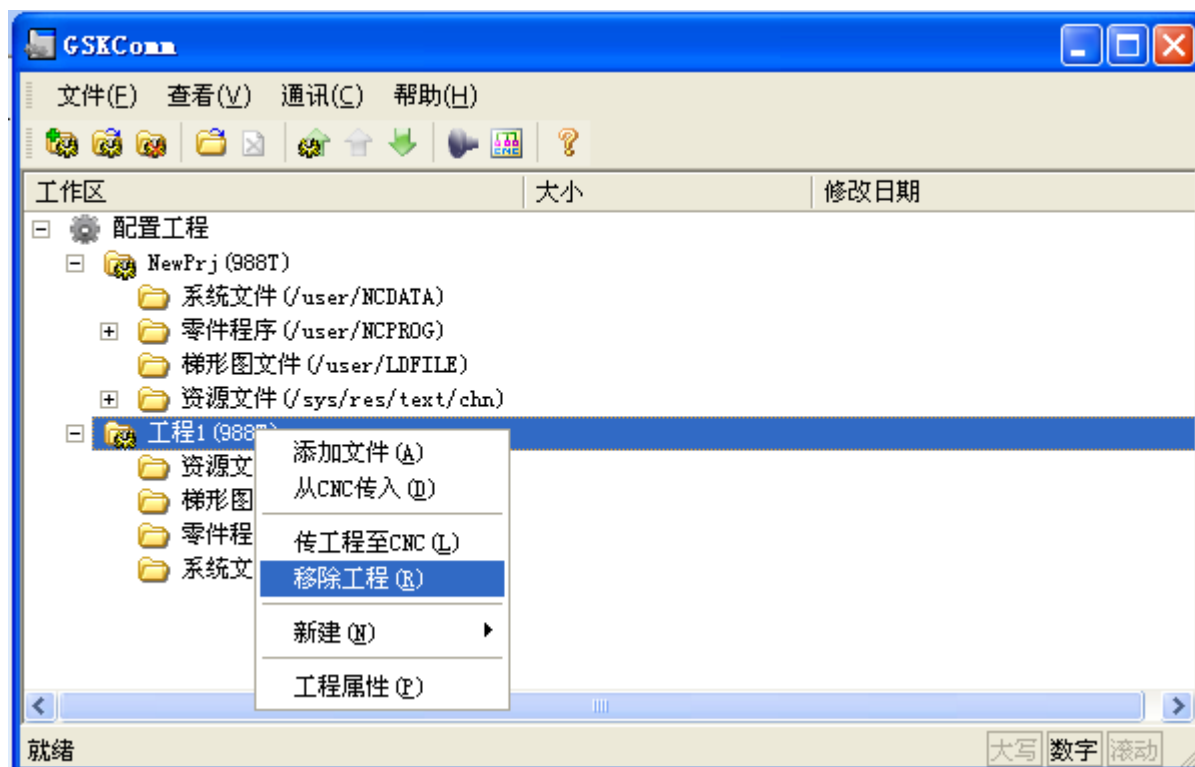 GSKComm
文件(F) 查看(V) 通讯(C) 帮助(H)
CNC
工作区 大小 修改日期
配置工程
NewPrj(988T)
系统文件(/user/NCDATA)
零件程序(/user/NCPROG)
梯形图文件(/user/LDFILE)
资源文件(/sys/res/text/chn)
工程1(988T)
资源文
梯形图
零件程
系统文
添加文件(A)
从CNC传入(D)
传工程至CNC(L)
移除工程(R)
新建(N)
工程属性(P)
就绪 大写 数字 滚动